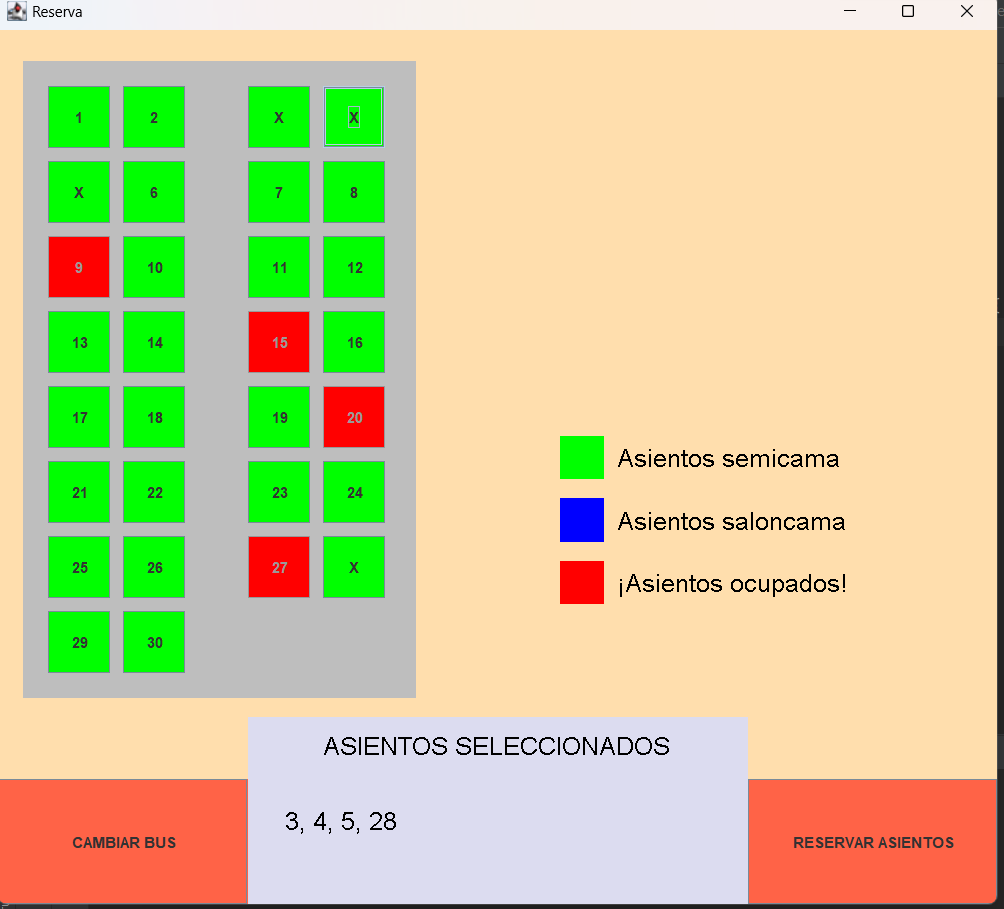 Reserva
1 2 X X
X 6 7 8
9 10 11 12
13 14 15 16
17 18 19 20
21 22 23 24
25 26 27 X
29 30
Asientos semicama
Asientos saloncama
¡Asientos ocupados!
ASIENTOS SELECCIONADOS
3, 4, 5, 28
CAMBIAR BUS
RESERVAR ASIENTOS